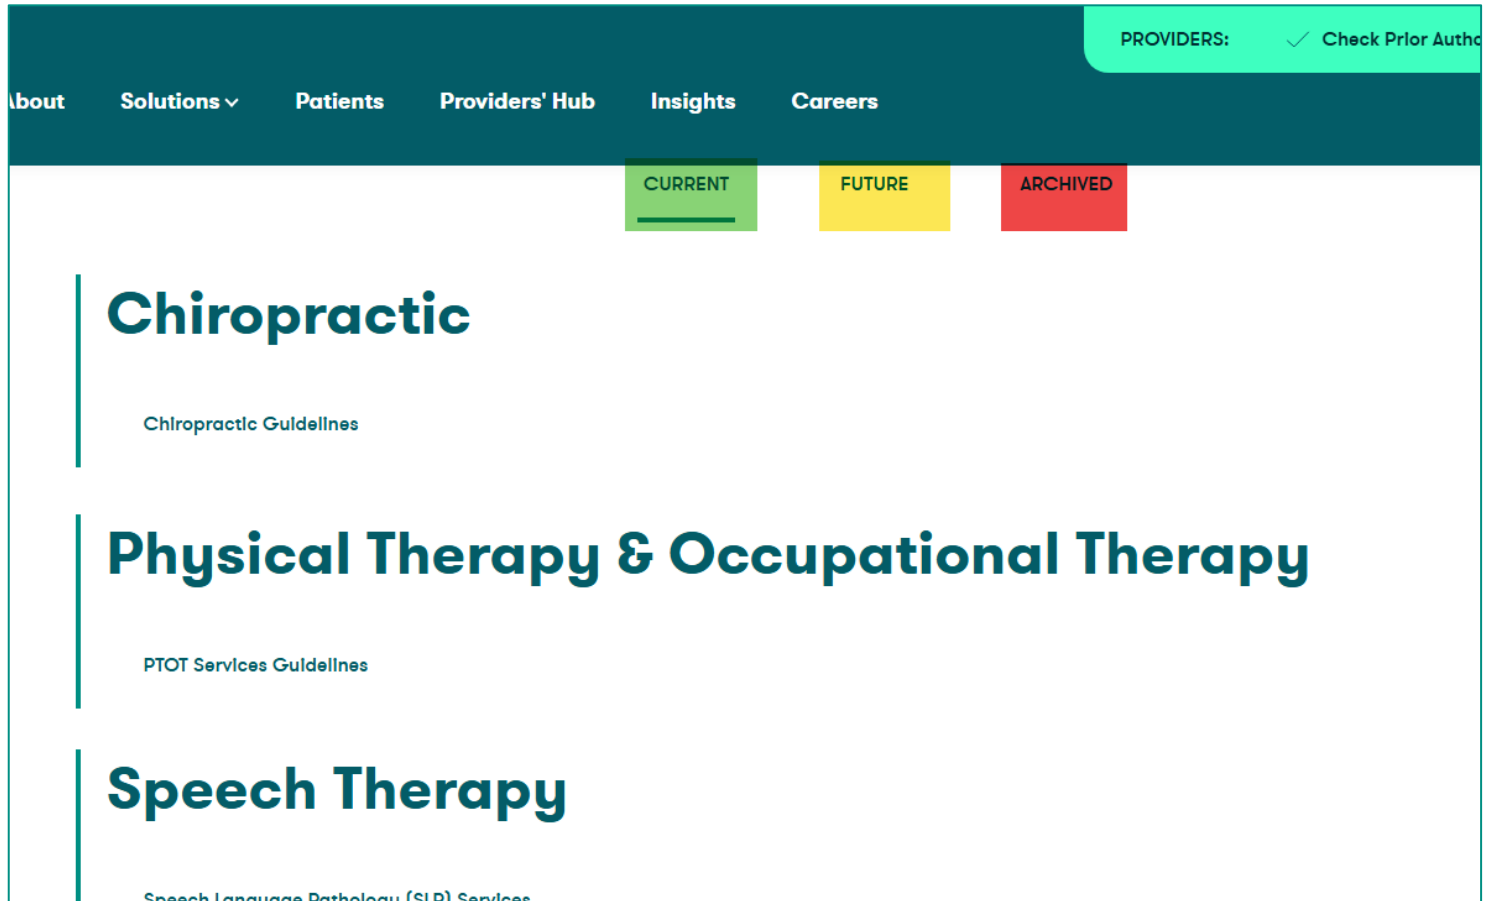 PROVIDERS: Check Prior Autho
About Solutions Patients Providers' Hub Insights Careers
CURRENT FUTURE ARCHIVED
Chiropractic
Chiropractic Guidelines
Physical Therapy & Occupational Therapy
PTOT Services Guidelines
Speech Therapy
Speech Language Pathology (SLP) Services